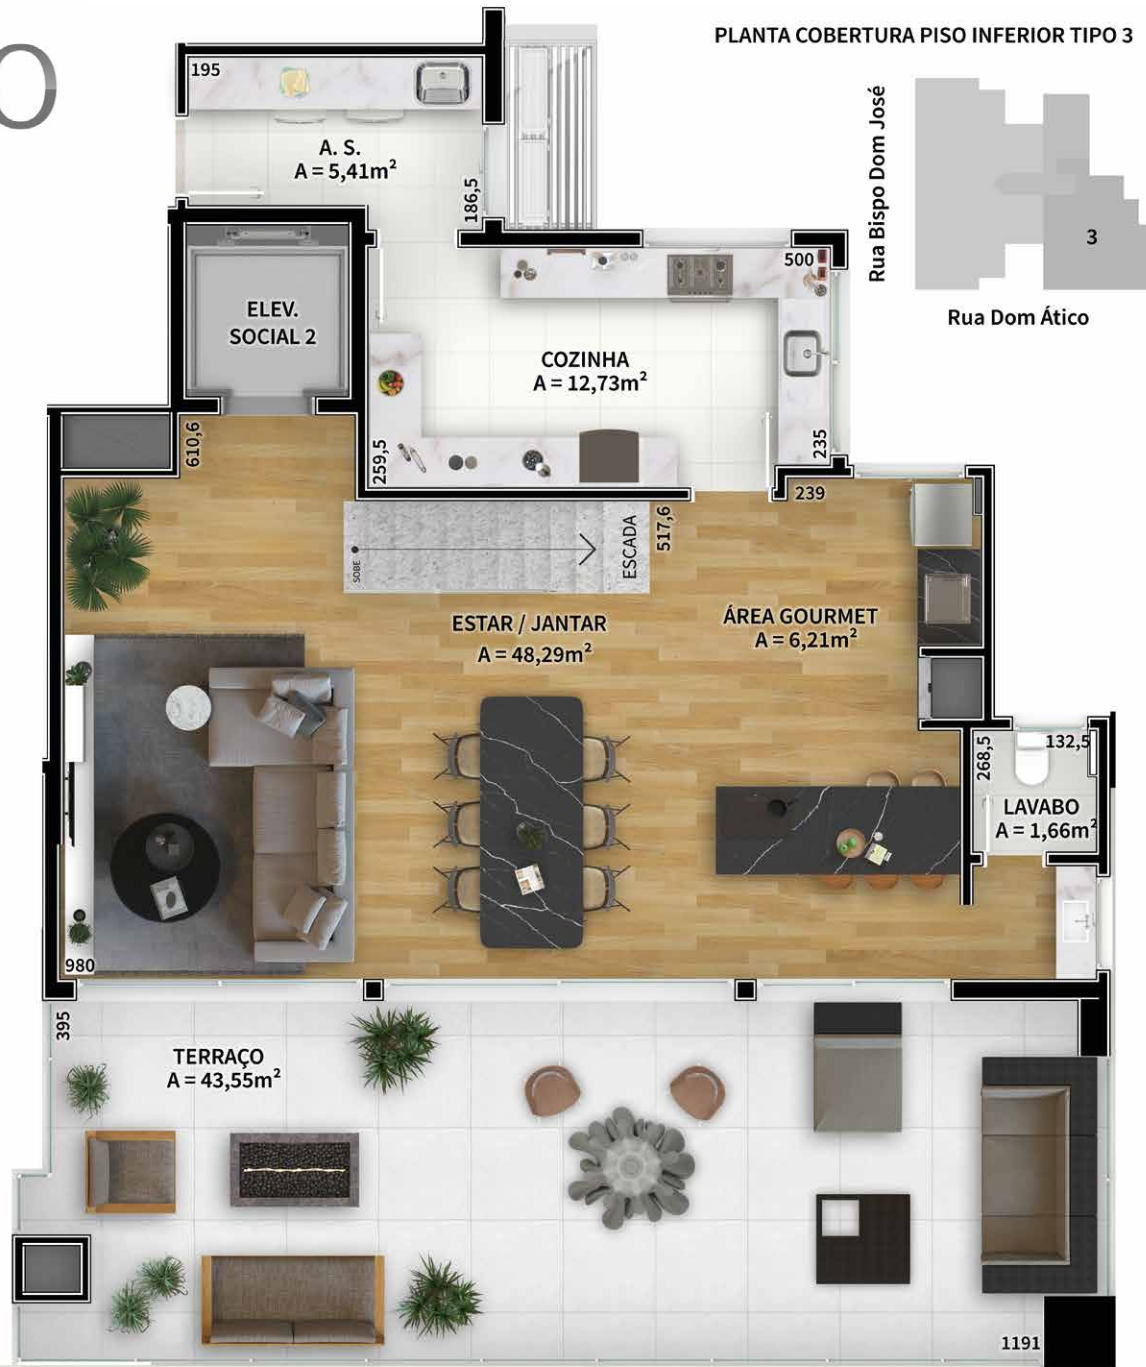 O
PLANTA COBERTURA PISO INFERIOR TIPO 3
Rua Bispo Dom José
3
Rua Dom Ático
195
A. S.
A = 5,41m²
186,5
ELEV.
SOCIAL 2
500
COZINHA
A = 12,73m²
610,6
259,5
235
239
SOBE
ESCADA
517,6
ESTAR / JANTAR
A = 48,29m²
ÁREA GOURMET
A = 6,21m²
268,5
132,5
LAVABO
A = 1,66m²
980
395
TERRAÇO
A = 43,55m²
1191